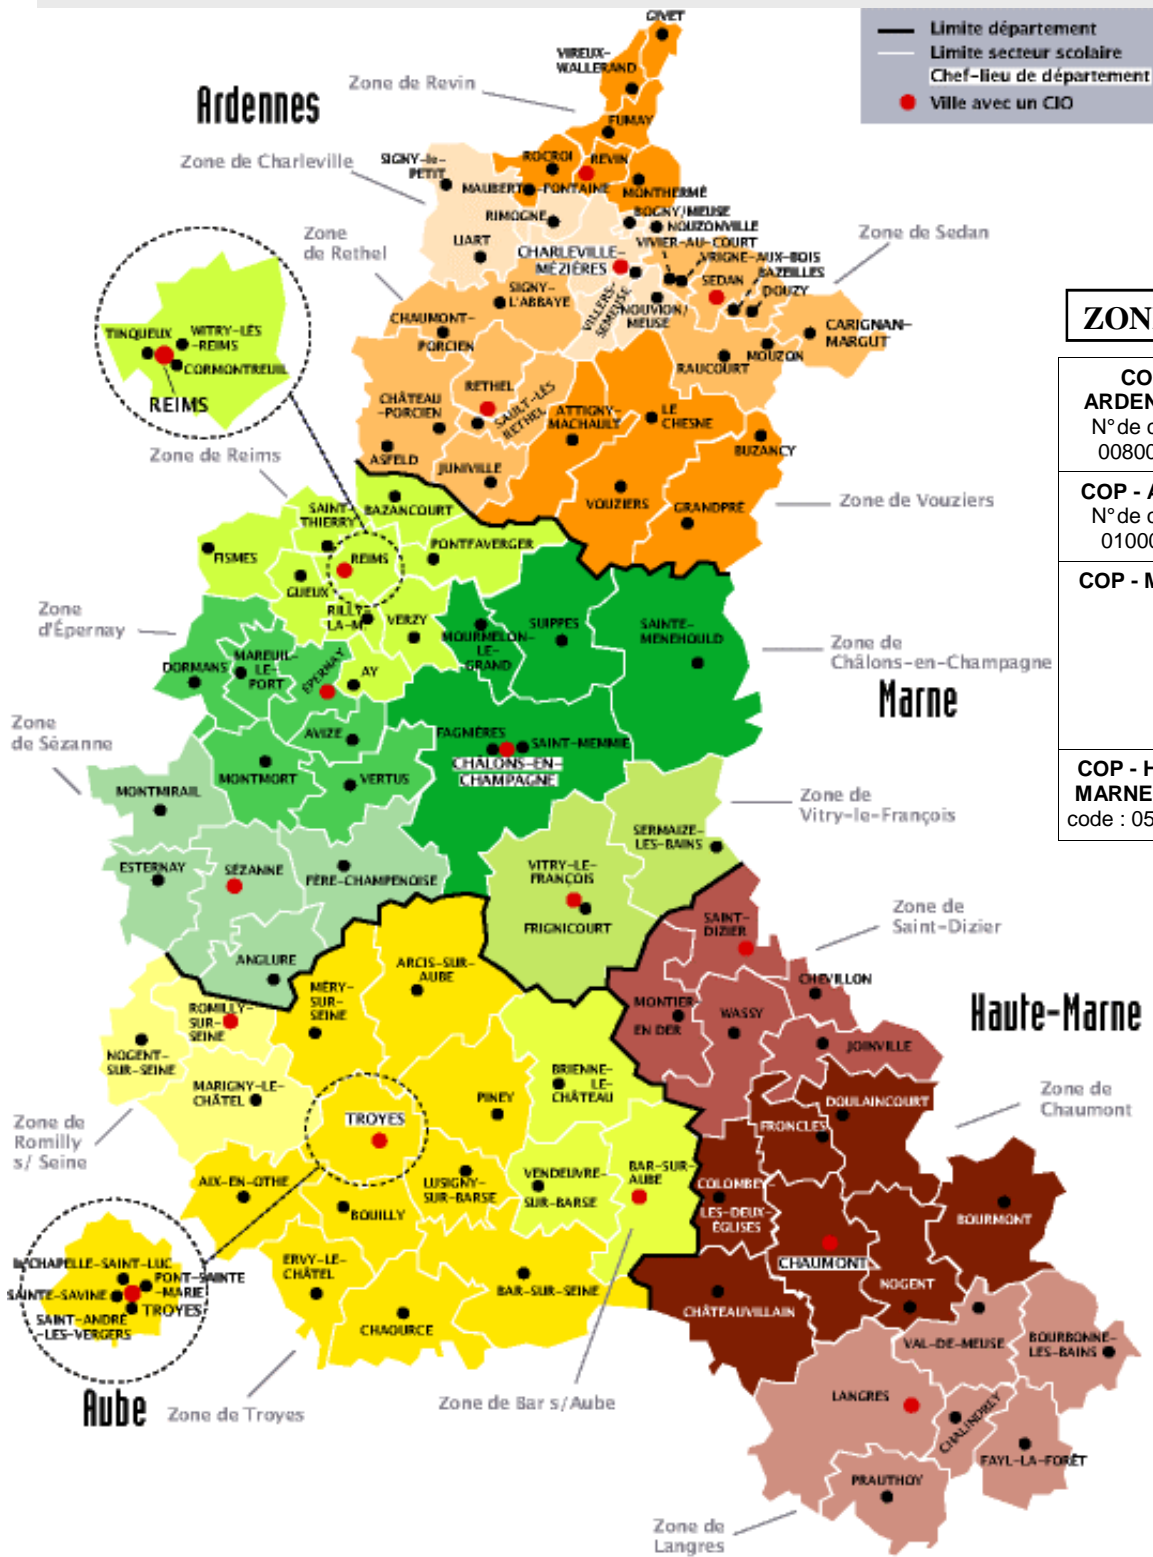 Limite département
Limite secteur scolaire
Chef-lieu de département
Ville avec un CIO
Ardennes
Zone de Revin
GIVET
VIREUX-
WALLERAND
FUMAY
Zone de Charleville
SIGNY-le-
PETIT
ROCROI
REVIN
MAUBERT-FONTAINE
MONTHERMÉ
RIMOGNE
BOGNY/MEUSE
NOUZONVILLE
Zone
de Rethel
LIART
CHARLEVILLE-
MÉZIÈRES
VIVIER-AU-COURT
VRIGNE-AUX-BOIS
BAZEILLES
Zone de Sedan
SEDAN
DOUZY
SIGNY-
L'ABBAYE
VILLERS-
SEMEUSE
NOUVION/
MEUSE
CHAUMONT-
PORCIEN
CARIGNAN-
MARGUT
MOUZON
RAUCOURT
TINQUEUX
WITRY-LÈS
-REIMS
CORMONTREUIL
REIMS
RETHEL
SAULT-LÈS
RETHEL
CHÂTEAU
-PORCIEN
ATTIGNY-
MACHAULT
LE
CHESNE
BUZANCY
ASFELD
JUNIVILLE
Zone de Reims
VOUZIERS
GRANDPRÉ
Zone de Vouziers
BAZANCOURT
SAINT-
THIERRY
FISMES
REIMS
PONTFAVERGER
GUEUX
RILLY-
LA-M.
VERZY
Zone
d'Épernay
MOURMELON-
LE-
GRAND
SUIPPES
SAINTE-
MENEHOULD
Zone de
Châlons-en-Champagne
Marne
DORMANS
MAREUIL-
LE-
PORT
ÉPERNAY
AY
Zone
de Sézanne
AVIZE
FAGNIÈRES
SAINT-MEMMIE
CHÂLONS-EN-
CHAMPAGNE
MONTMORT
VERTUS
MONTMIRAIL
Zone de
Vitry-le-François
SERMAIZE-
LES-BAINS
ESTERNAY
SÉZANNE
FÈRE-CHAMPENOISE
VITRY-LE-
FRANÇOIS
FRIGNICOURT
ANGLURE
SAINT-
DIZIER
Zone de
Saint-Dizier
CHEVILLON
Haute-Marne
ARCIS-SUR-
AUBE
MÉRY-
SUR-
SEINE
ROMILLY-
SUR-
SEINE
NOGENT-
SUR-SEINE
MONTIER
EN DER
WASSY
JOINVILLE
MARIGNY-LE-
CHÂTEL
BRIENNE-
LE-
CHÂTEAU
PINEY
TROYES
DOULAINCOURT
FRONCLES
Zone de
Chaumont
Zone de
Romilly
s/ Seine
AIX-EN-OTHE
LUSIGNY-
SUR-BARSE
VENDEUVRE-
SUR-BARSE
BAR-SUR-
AUBE
COLOMBEY
LES-DEUX-
ÉGLISES
BOURMONT
BOUILLY
CHAUMONT
NOGENT
la CHAPELLE-SAINT-LUC
PONT-SAINTE
-MARIE
SAINTE-SAVINE
TROYES
SAINT-ANDRÉ
-LES-VERGERS
ERVY-LE-
CHÂTEL
BAR-SUR-SEINE
CHAOURCE
CHÂTEAUVILLAIN
VAL-DE-MEUSE
BOURBONNE-
LES-BAINS
Aube
Zone de Troyes
Zone de Bar s/Aube
LANGRES
CHALINDREY
FAYL-LA-FORÊT
PRAUTHOY
Zone de
Langres
ZON
CO
ARDEN
N° de c
00800
COP - A
N° de c
01000
COP - M
COP - H
MARNE
code : 05